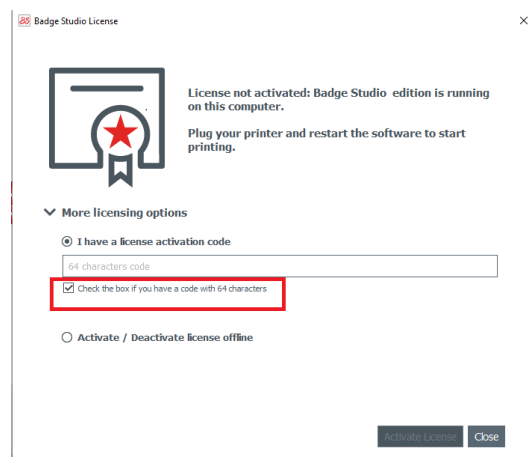 BS Badge Studio License
License not activated: Badge Studio edition is running
on this computer.
Plug your printer and restart the software to start
printing.
More licensing options
I have a license activation code
64 characters code
Check the box if you have a code with 64 characters
Activate / Deactivate license offline
Activate License Close